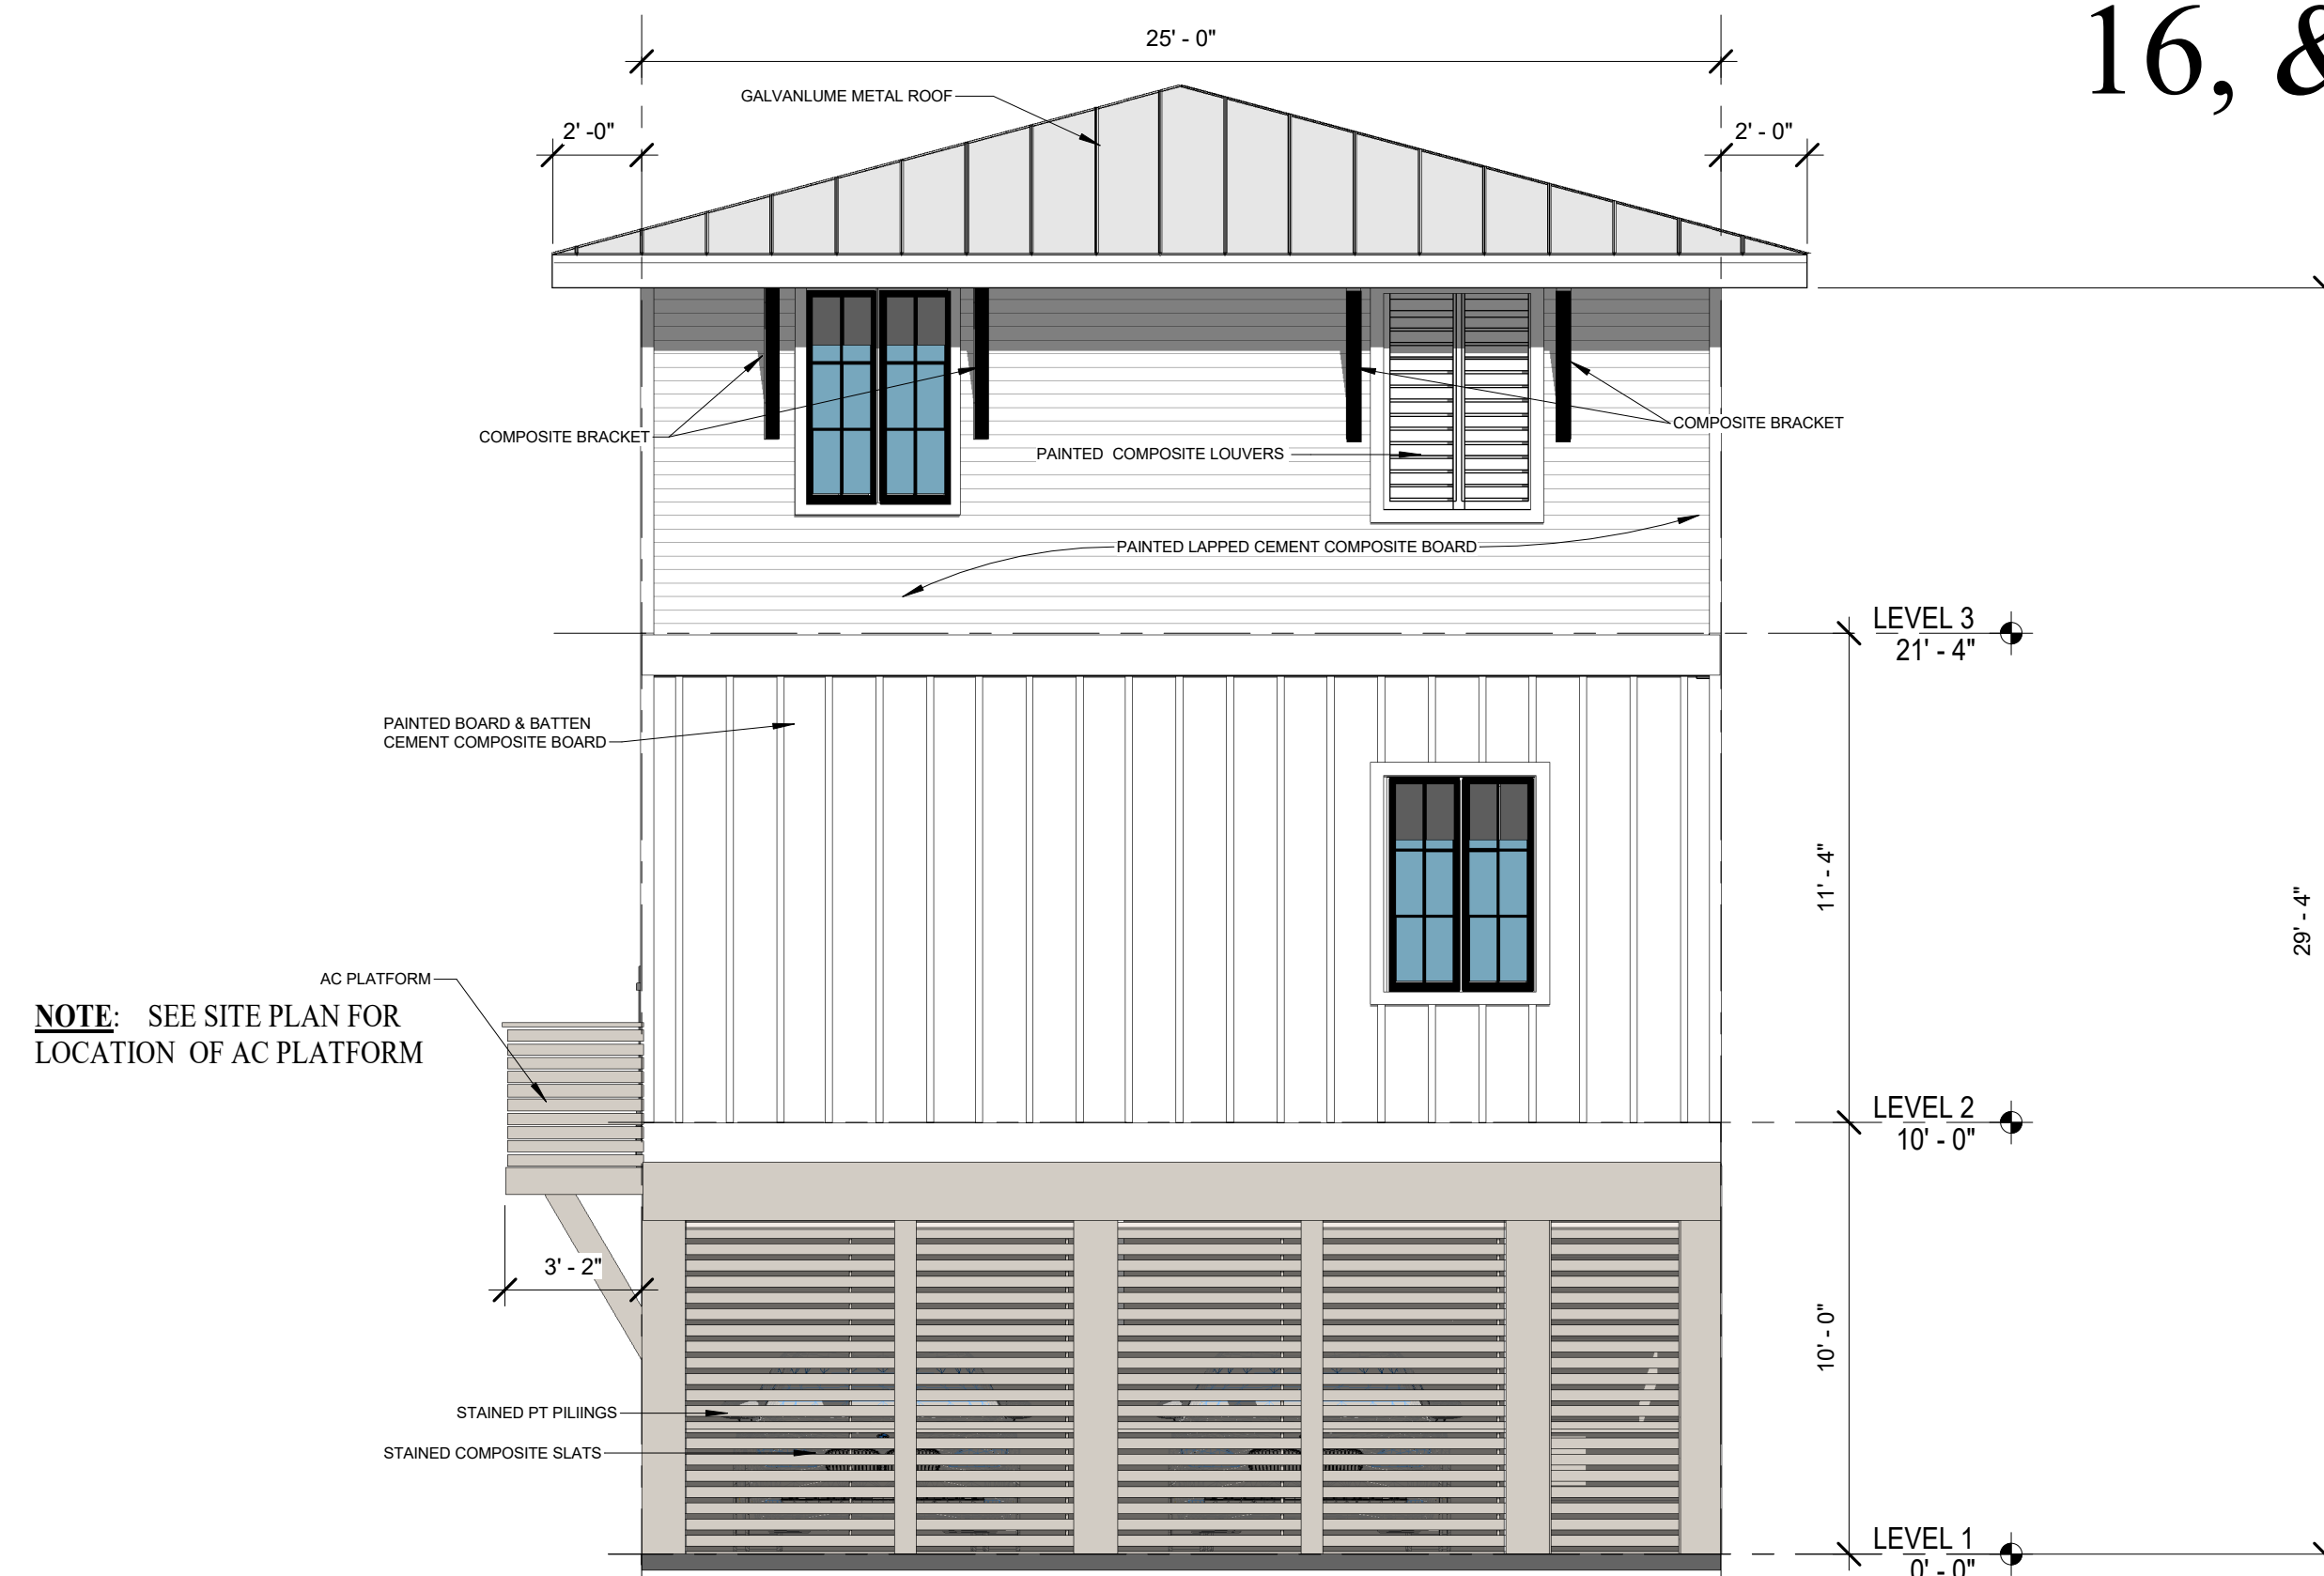 16, &
25' - 0"
GALVANLUME METAL ROOF
2' -0"
2' - 0"
COMPOSITE BRACKET
COMPOSITE BRACKET
PAINTED COMPOSITE LOUVERS
PAINTED LAPPED CEMENT COMPOSITE BOARD
LEVEL 3
21' - 4"
PAINTED BOARD & BATTEN
CEMENT COMPOSITE BOARD
11' - 4"
29' - 4"
AC PLATFORM
NOTE: SEE SITE PLAN FOR
LOCATION OF AC PLATFORM
LEVEL 2
10' - 0"
3' - 2"
10' - 0"
STAINED PT PILIINGS
STAINED COMPOSITE SLATS
LEVEL 1
0' - 0"